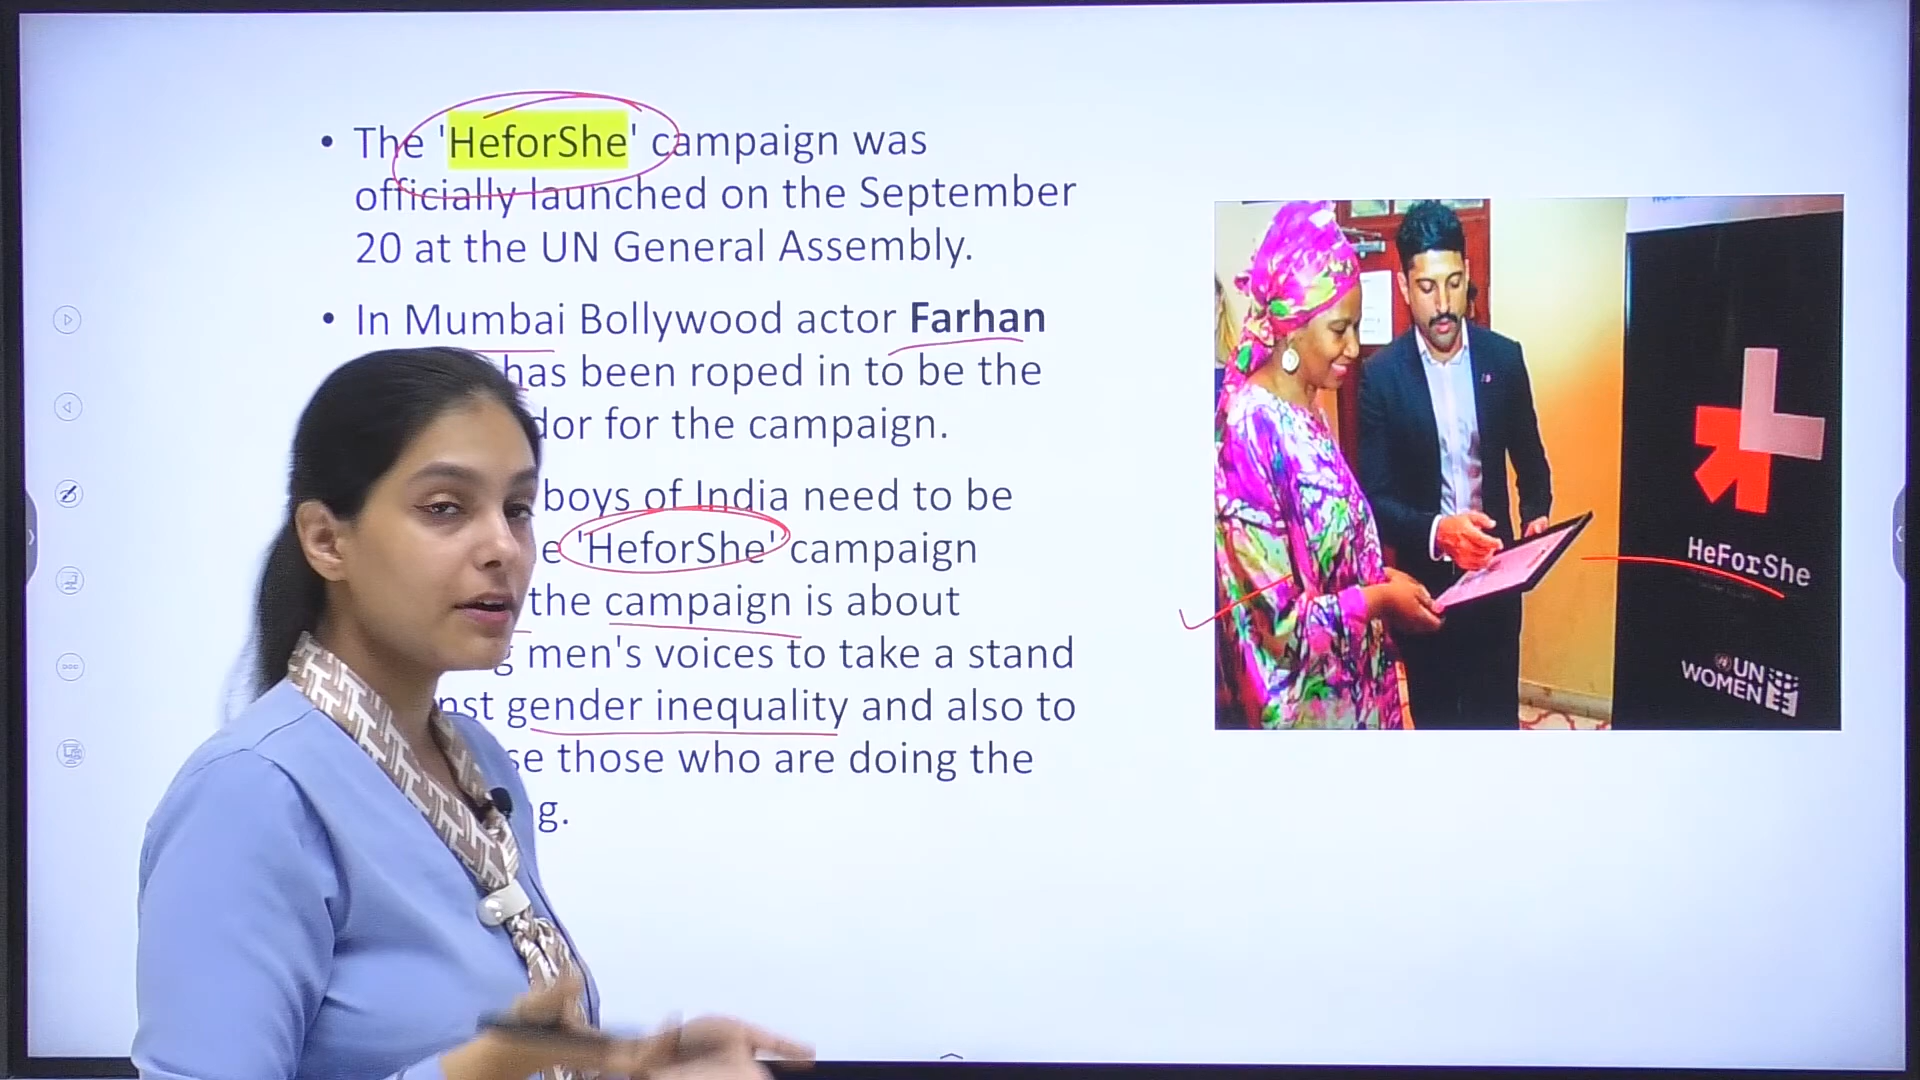 The 'HeforShe' campaign was
officially launched on the September
20 at the UN General Assembly.
In Mumbai Bollywood actor Farhan
has been roped in to be the
for the campaign.
boys of India need to be
'HeforShe' campaign
the campaign is about
men's voices to take a stand
gender inequality and also to
those who are doing the
HeForShe
UN
WOMEN